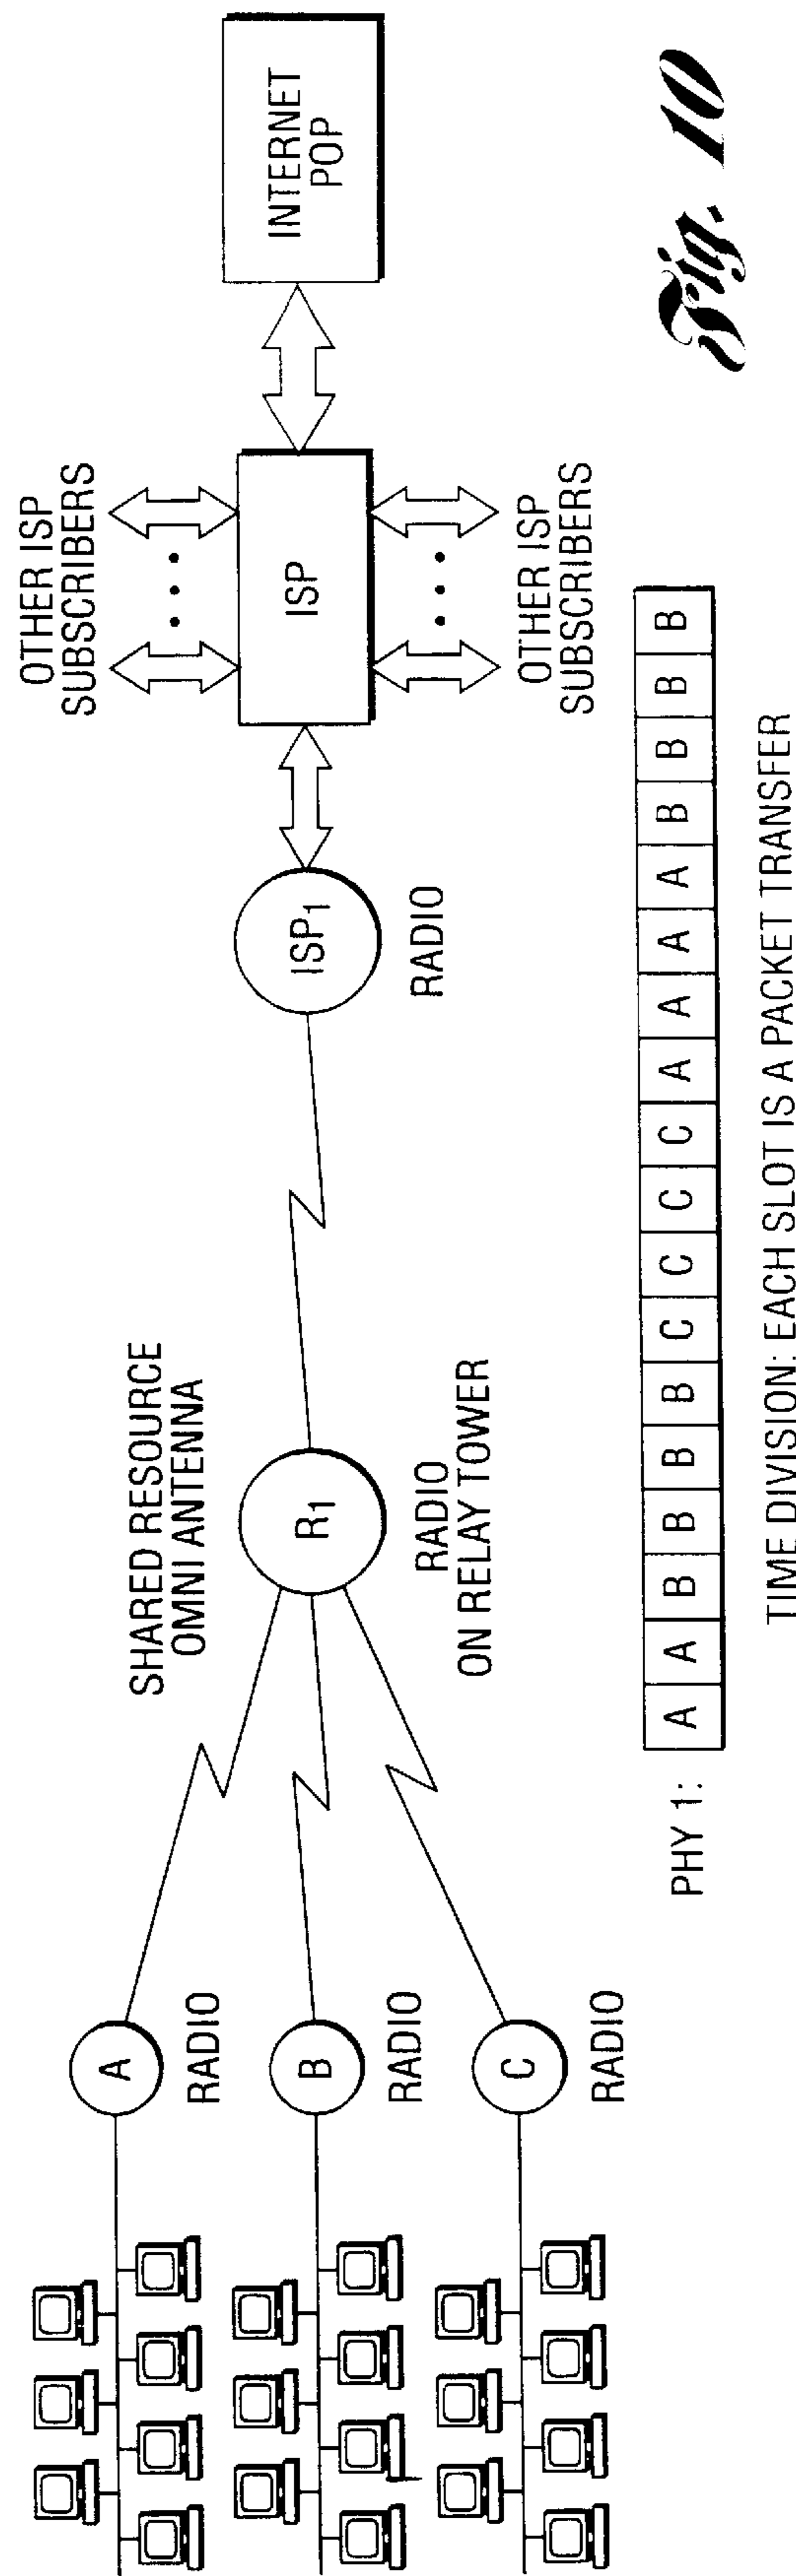 OTHER ISP
SUBSCRIBERS
SHARED RESOURCE
OMNI ANTENNA
A
RADIO
B
RADIO
C
RADIO
R1
RADIO
ON RELAY TOWER
ISP1
RADIO
ISP
INTERNET
POP
OTHER ISP
SUBSCRIBERS
PHY 1: A A B B B B C C C C A A A A B B B B
TIME DIVISION: EACH SLOT IS A PACKET TRANSFER
Fig. 10